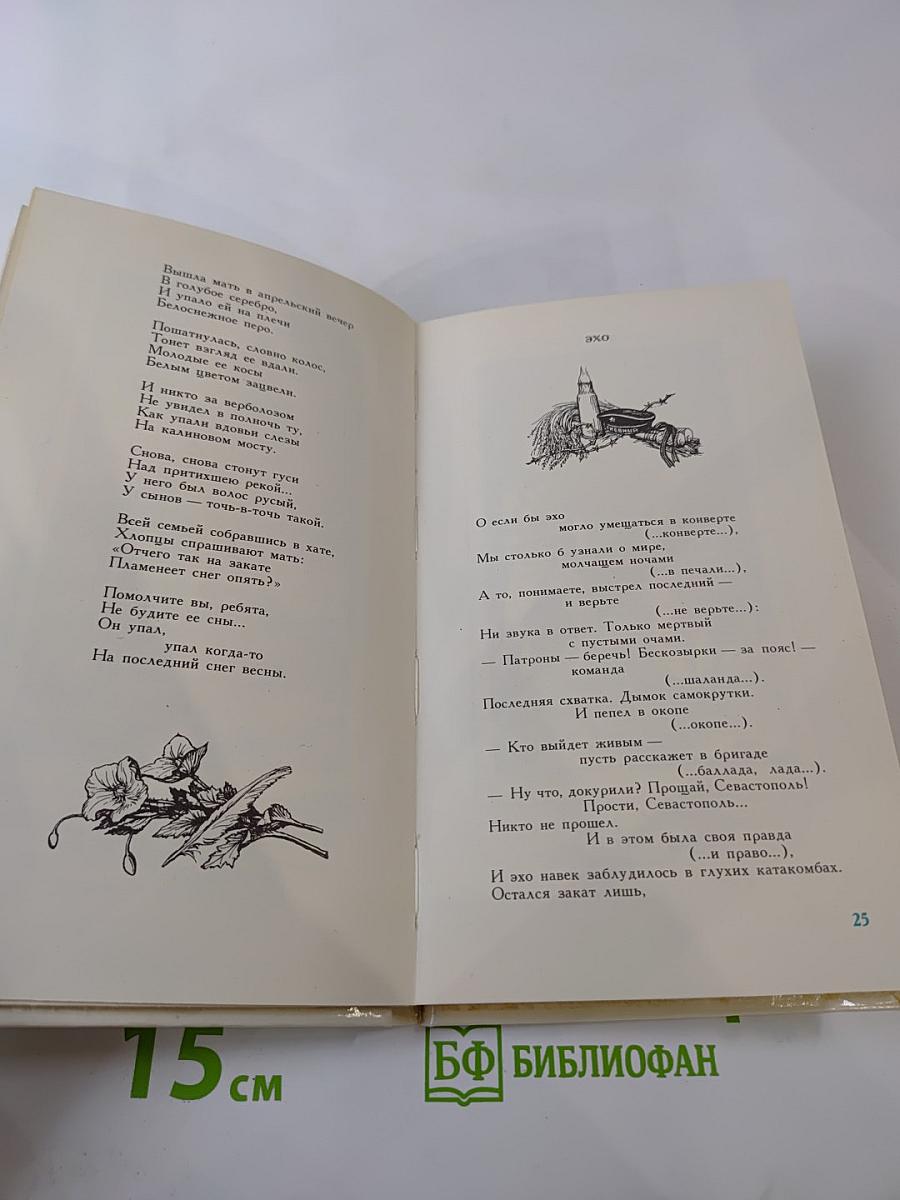 Вышла мать в апрельский вечер
В голубое серебро,
И упало ей на плечи
Белоснежное перо.
Пошатнулась, словно колос,
Тонет взгляд ее вдали.
Молодые ее косы
Белым цветом зацвели.
И никто за верболозом
Не увидел в полночь ту,
Как упали вдовьи слезы
На калиновом мосту.
Снова, снова стонут гуси
Над притихшею рекой...
У него был волос русый,
У сынов — точь-в-точь такой.
Всей семьей собравшись в хате,
Хлопцы спрашивают мать:
«Отчего так на закате
Пламенеет снег опять?»
Помолчите вы, ребята,
Не будите ее сны...
Он упал,
упал когда-то
На последний снег весны.
ЭХО
О если бы эхо
могло умещаться в конверте
(...конверте...),
Мы столько б узнали о мире,
молчащем ночами
(...в печали...),
А то, понимаете, выстрел последний —
и верьте
(...не верьте...):
Ни звука в ответ. Только мертвый
с пустыми очами.
— Патроны — беречь! Бескозырки — за пояс! —
команда
(...шаланда...).
Последняя схватка. Дымок самокрутки.
И пепел в окопе
(...окопе...).
— Кто выйдет живым —
пусть расскажет в бригаде
(...баллада, лада...).
— Ну что, докурили? Прощай, Севастополь!
Прости, Севастополь...
Никто не прошел.
И в этом была своя правда
(...и право...),
И эхо навек заблудилось в глухих катакомбах.
Остался закат лишь,
25
15 см
БФ БИБЛИОФАН